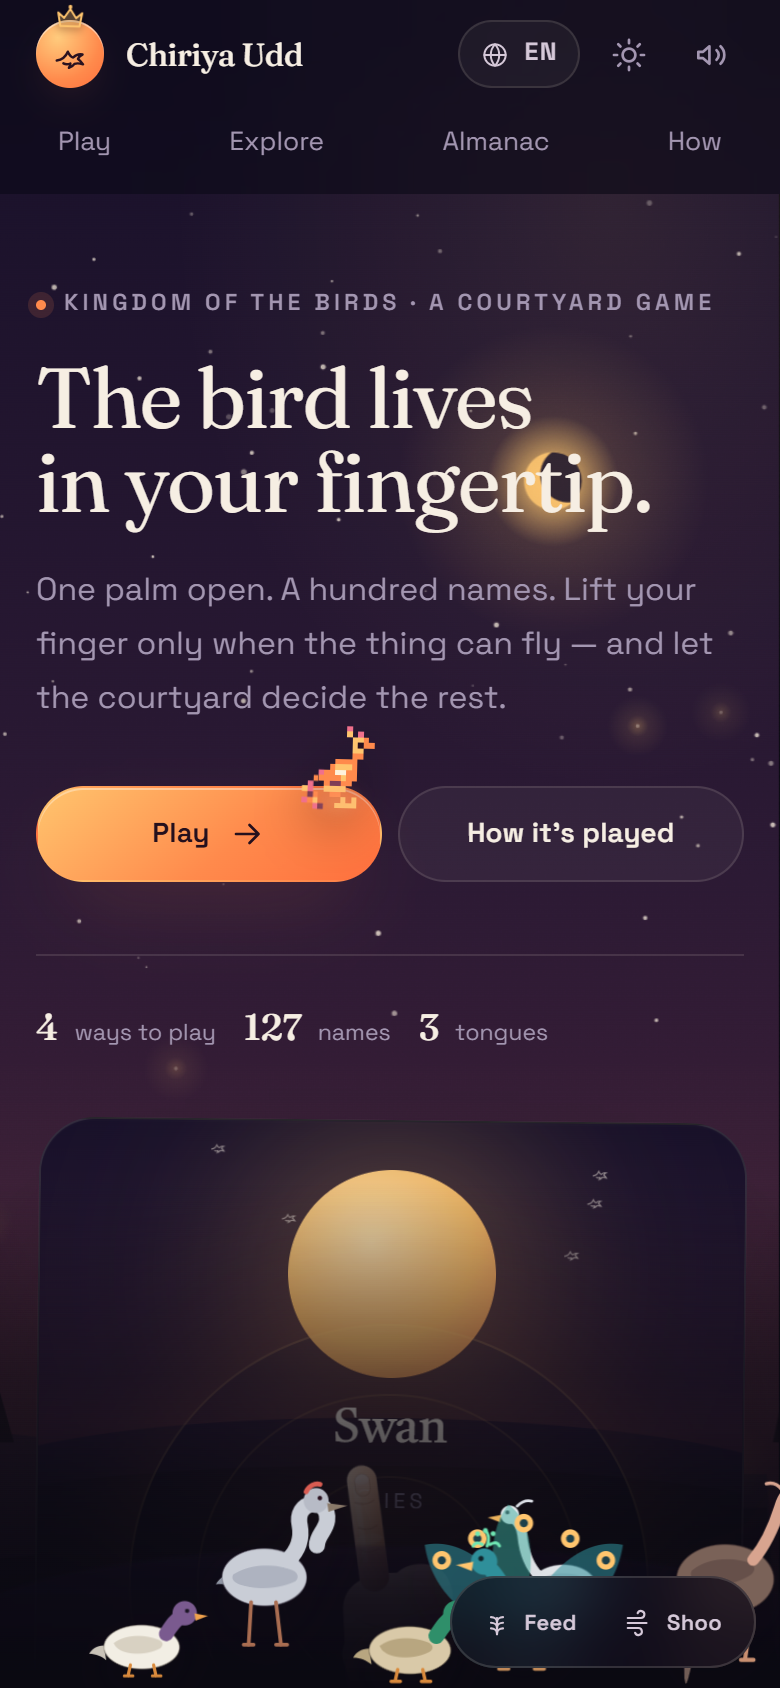 Chiriya Udd
EN
Play
Explore
Almanac
How
KINGDOM OF THE BIRDS · A COURTYARD GAME
The bird lives
in your fingertip.
One palm open. A hundred names. Lift your
finger only when the thing can fly — and let
the courtyard decide the rest.
Play →
How it's played
4 ways to play 127 names 3 tongues
Swan
Feed
Shoo